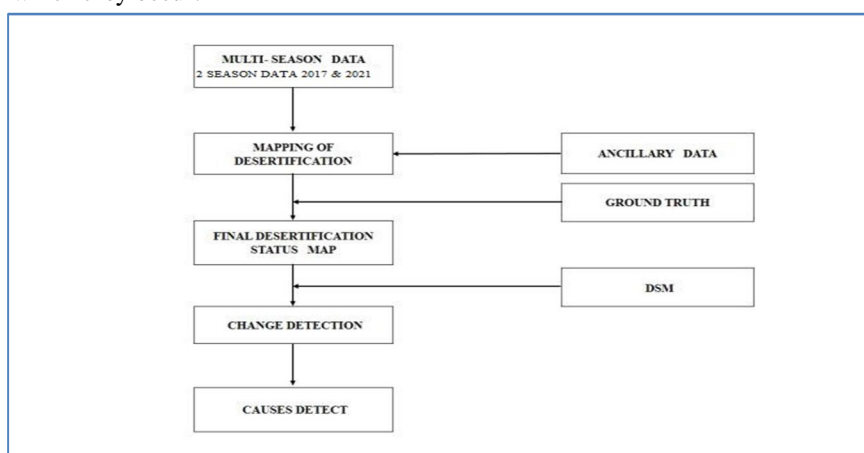 MULTI- SEASON DATA
2 SEASON DATA 2017 & 2021
MAPPING OF
DESERTIFICATION
ANCILLARY DATA
GROUND TRUTH
FINAL DESERTIFICATION
STATUS MAP
DSM
CHANGE DETECTION
CAUSES DETECT